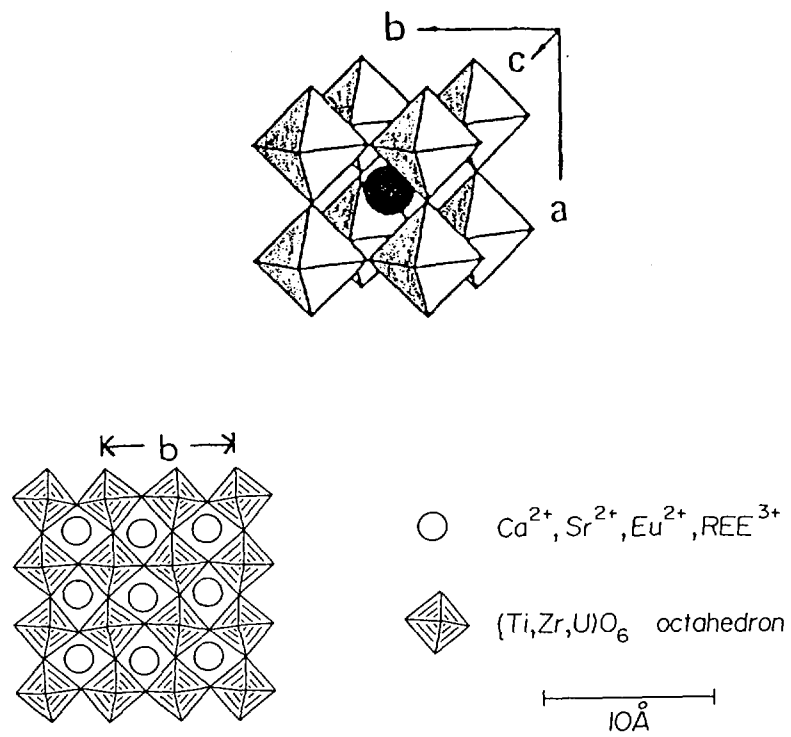 b
c
a
b
Ca²⁺, Sr²⁺, Eu²⁺, REE³⁺
(Ti,Zr,U)O₆ octahedron
10Å